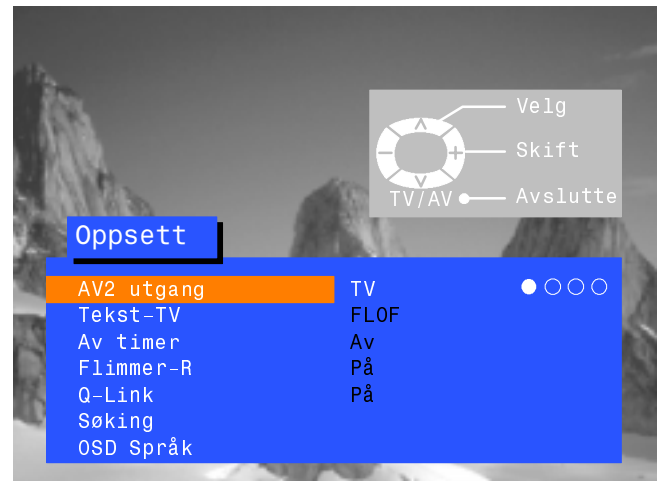 Velg
Skift
TV/AV Avslutte
Oppsett
AV2 utgang TV
Tekst-TV FLOF
Av timer Av
Flimmer-R På
Q-Link På
Søking
OSD Språk